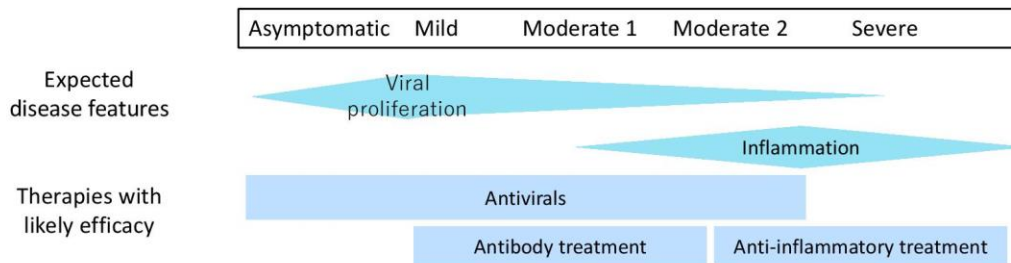 Asymptomatic Mild Moderate 1 Moderate 2 Severe
Expected
disease features
Viral
proliferation
Inflammation
Therapies with
likely efficacy
Antivirals
Antibody treatment
Anti-inflammatory treatment